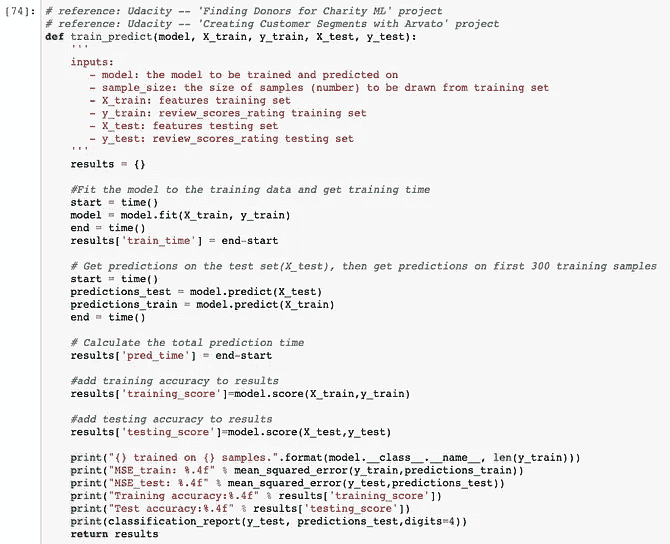 [74]: # reference: Udacity -- 'Finding Donors for Charity ML' project
# reference: Udacity -- 'Creating Customer Segments with Arvato' project
def train_predict(model, X_train, y_train, X_test, y_test):
    '''
    inputs:
       - model: the model to be trained and predicted on
       - sample_size: the size of samples (number) to be drawn from training set
       - X_train: features training set
       - y_train: review_scores_rating training set
       - X_test: features testing set
       - y_test: review_scores_rating testing set
    '''
    results = {}

    #Fit the model to the training data and get training time
    start = time()
    model = model.fit(X_train, y_train)
    end = time()
    results['train_time'] = end-start

    # Get predictions on the test set(X_test), then get predictions on first 300 training samples
    start = time()
    predictions_test = model.predict(X_test)
    predictions_train = model.predict(X_train)
    end = time()

    # Calculate the total prediction time
    results['pred_time'] = end-start

    #add training accuracy to results
    results['training_score']=model.score(X_train,y_train)

    #add testing accuracy to results
    results['testing_score']=model.score(X_test,y_test)

    print("{} trained on {} samples.".format(model.__class__.__name__, len(y_train)))
    print("MSE_train: %.4f" % mean_squared_error(y_train,predictions_train))
    print("MSE_test: %.4f" % mean_squared_error(y_test,predictions_test))
    print("Training accuracy:%.4f" % results['training_score'])
    print("Test accuracy:%.4f" % results['testing_score'])
    print(classification_report(y_test, predictions_test,digits=4))
    return results